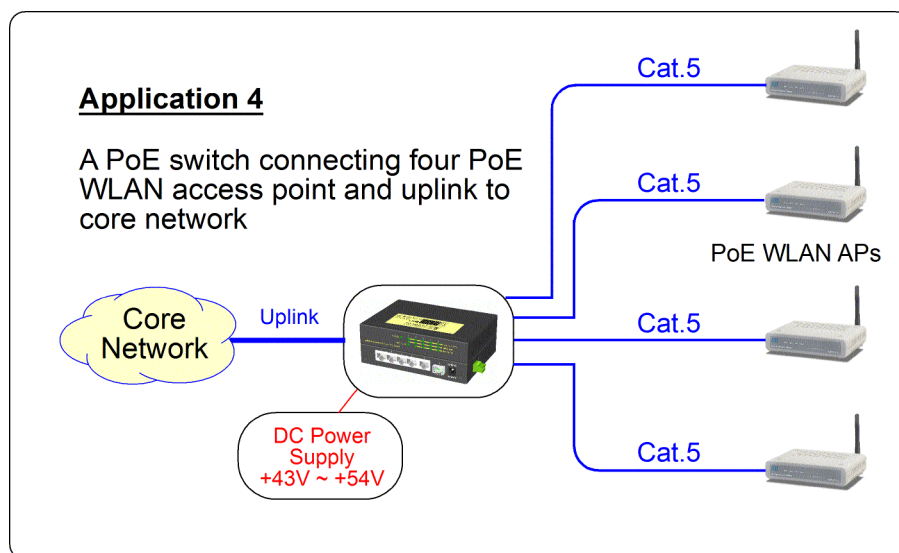 Application 4
A PoE switch connecting four PoE
WLAN access point and uplink to
core network
Cat.5
Cat.5
PoE WLAN APs
Core
Network
Uplink
Cat.5
DC Power
Supply
+43V ~ +54V
Cat.5